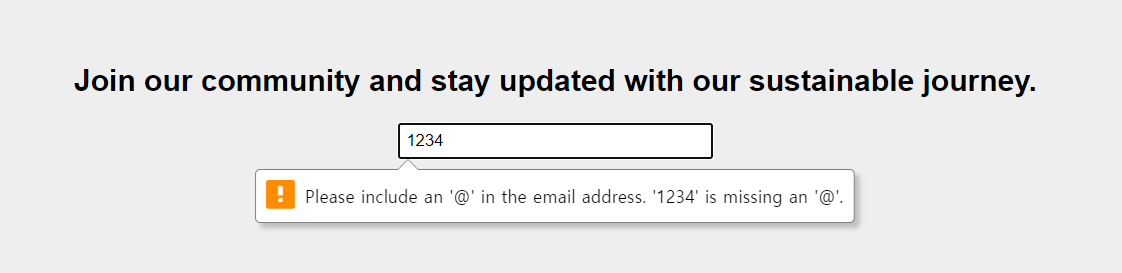 Join our community and stay updated with our sustainable journey.
1234
Please include an '@' in the email address. '1234' is missing an '@'.